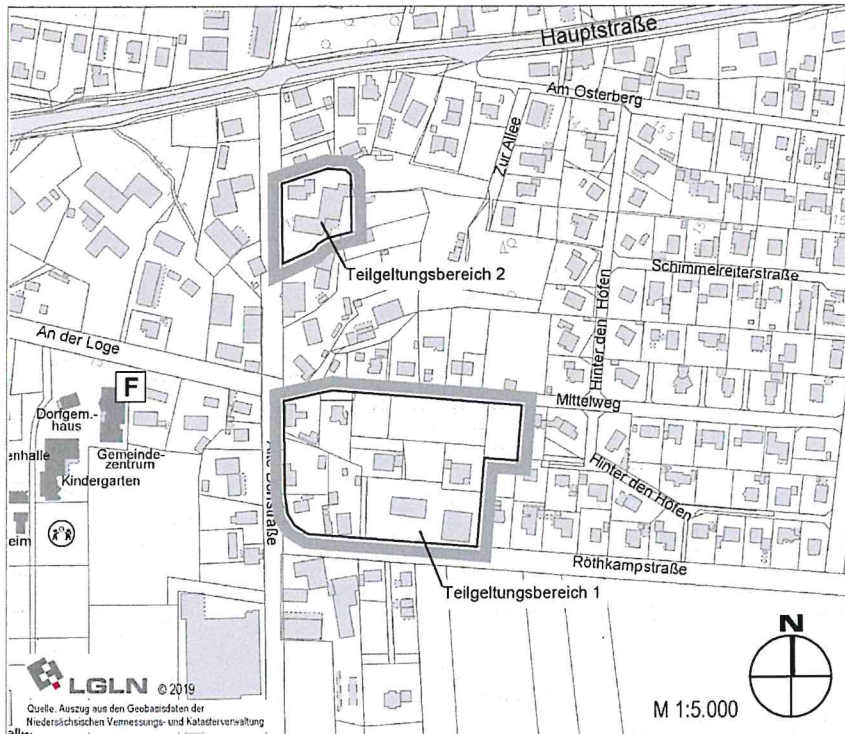 Hauptstraße
Am Osterberg
Zur Allee
Teilgeltungsbereich 2
Schimmelreiterstraße
Hinter den Höfen
An der Loge
F
Mittelweg
Dorfgem.-
haus
enhalle
Gemeinde-
zentrum
Kindergarten
Hinter den Höfen
eim
Röthkampstraße
Teilgeltungsbereich 1
N
LGLN © 2019
M 1:5.000
Quelle: Auszug aus den Geobasisdaten der
Niedersächsischen Vermessungs- und Katasterverwaltung